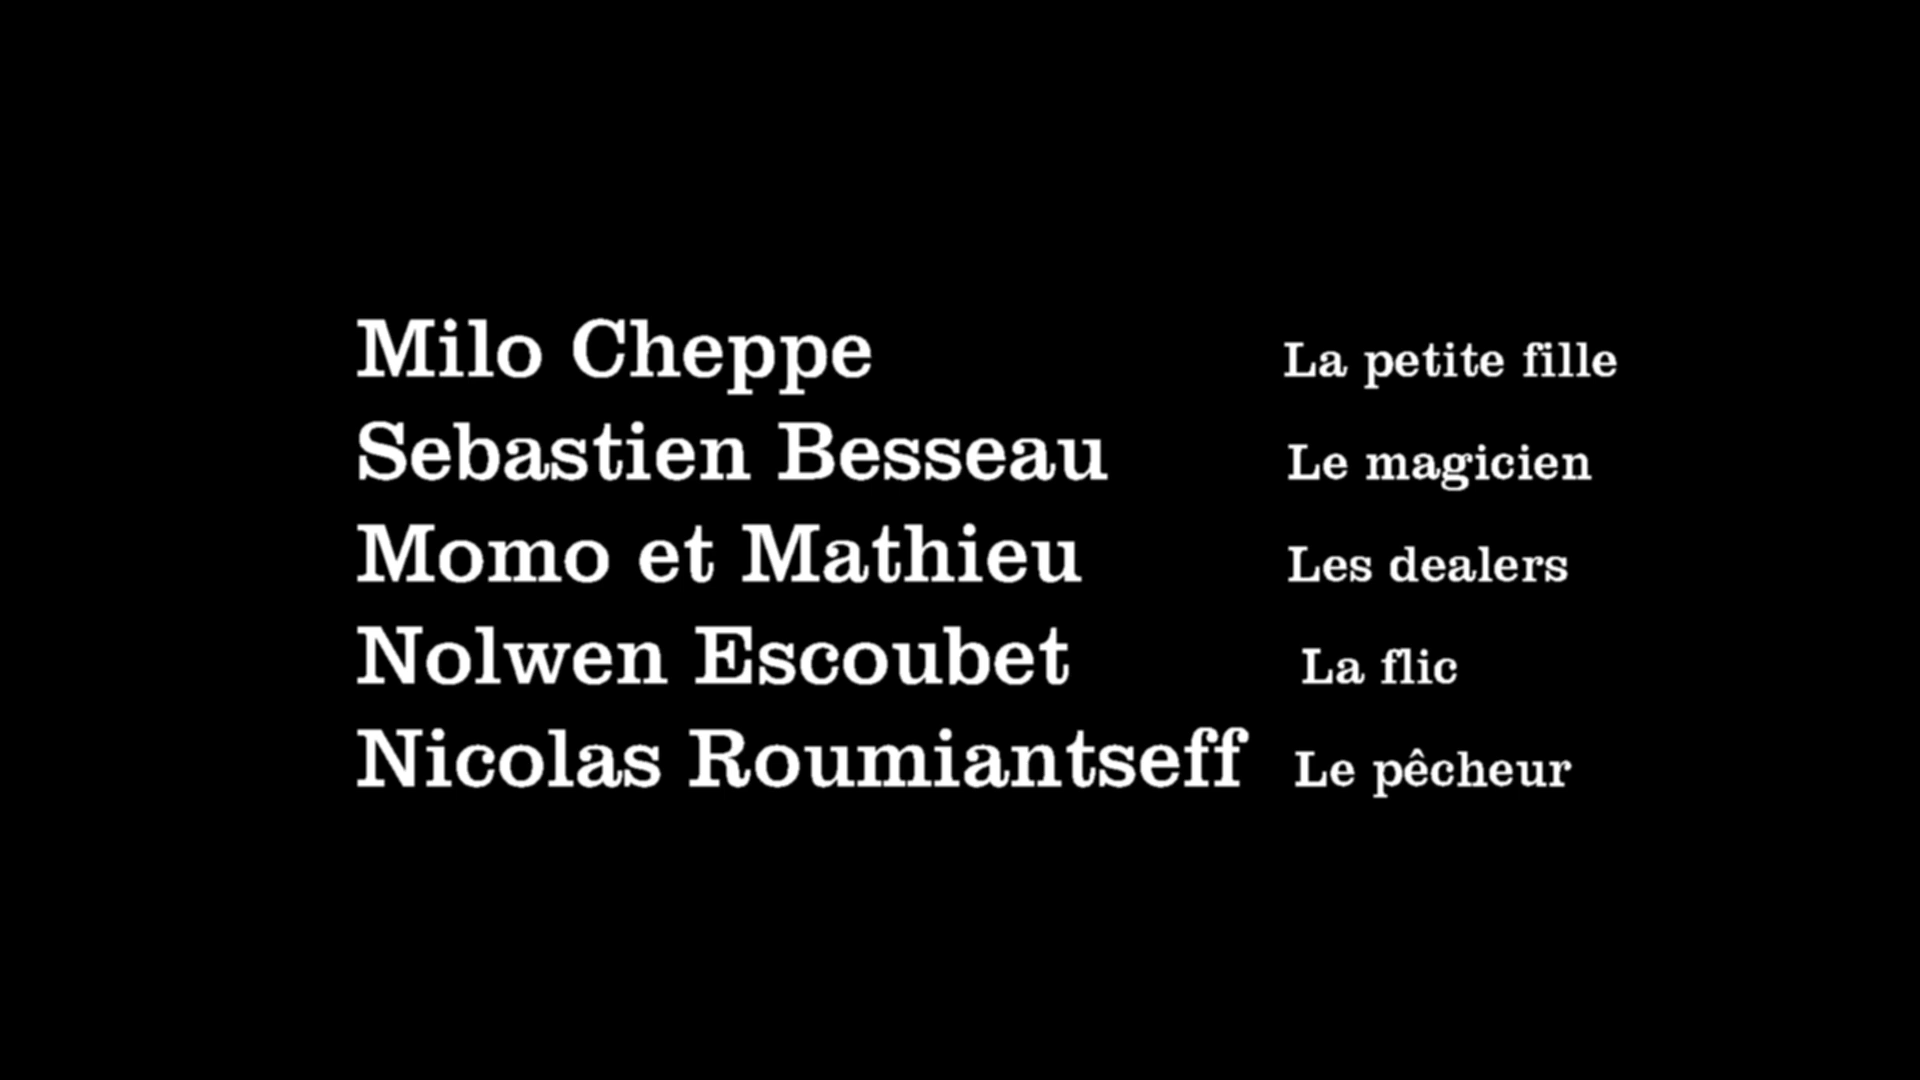 Milo Cheppe La petite fille
Sebastien Besseau Le magicien
Momo et Mathieu Les dealers
Nolwen Escoubet La flic
Nicolas Roumiantseff Le pêcheur